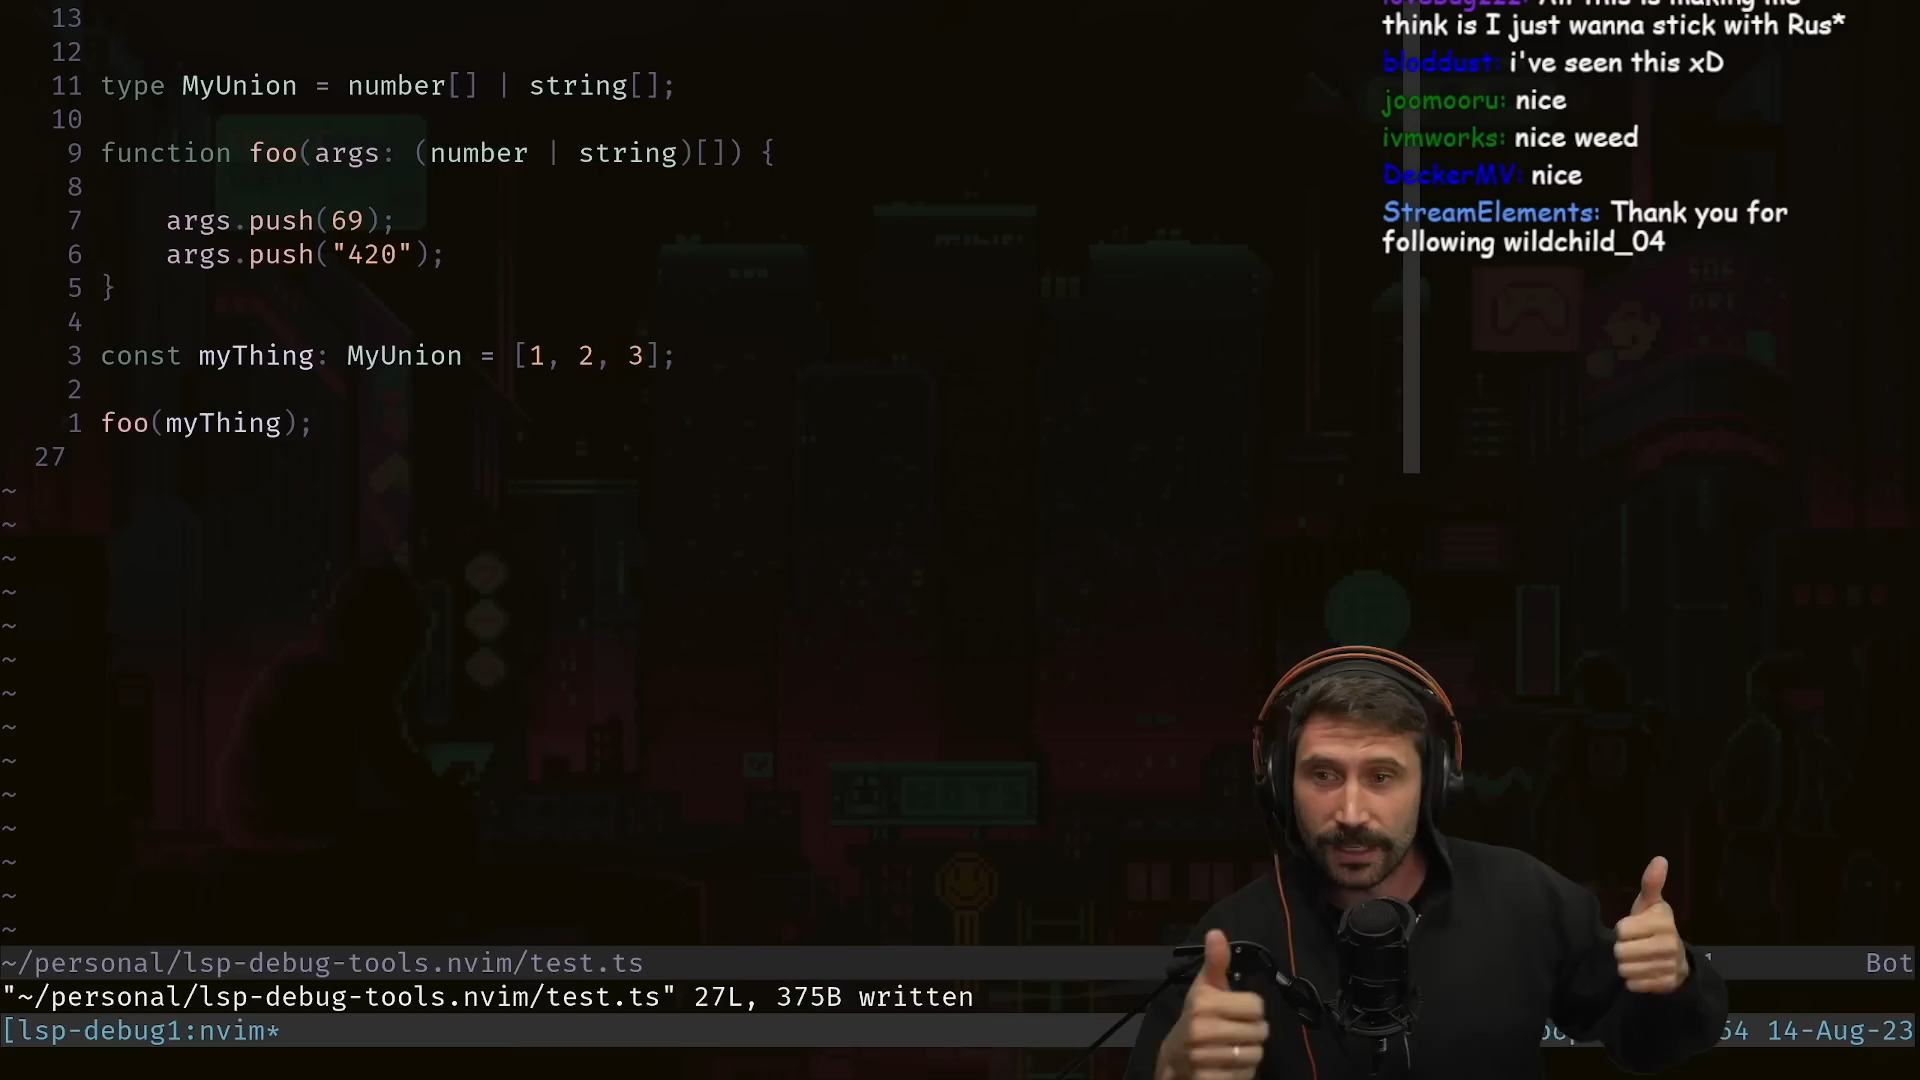 13
12
11 type MyUnion = number[] | string[];
10
9 function foo(args: (number | string)[]) {
8
7 args.push(69);
6 args.push("420");
5 }
4
3 const myThing: MyUnion = [1, 2, 3];
2
1 foo(myThing);
27
~
~
~
~
~
~
~
~
~
~
~
~
~
~
~/personal/lsp-debug-tools.nvim/test.ts Bot
"~/personal/lsp-debug-tools.nvim/test.ts" 27L, 375B written
[lsp-debug1:nvim* 54 14-Aug-23
think is I just wanna stick with Rus*
bloddust: i've seen this xD
joomooru: nice
ivmworks: nice weed
DeckerMV: nice
StreamElements: Thank you for
following wildchild_04